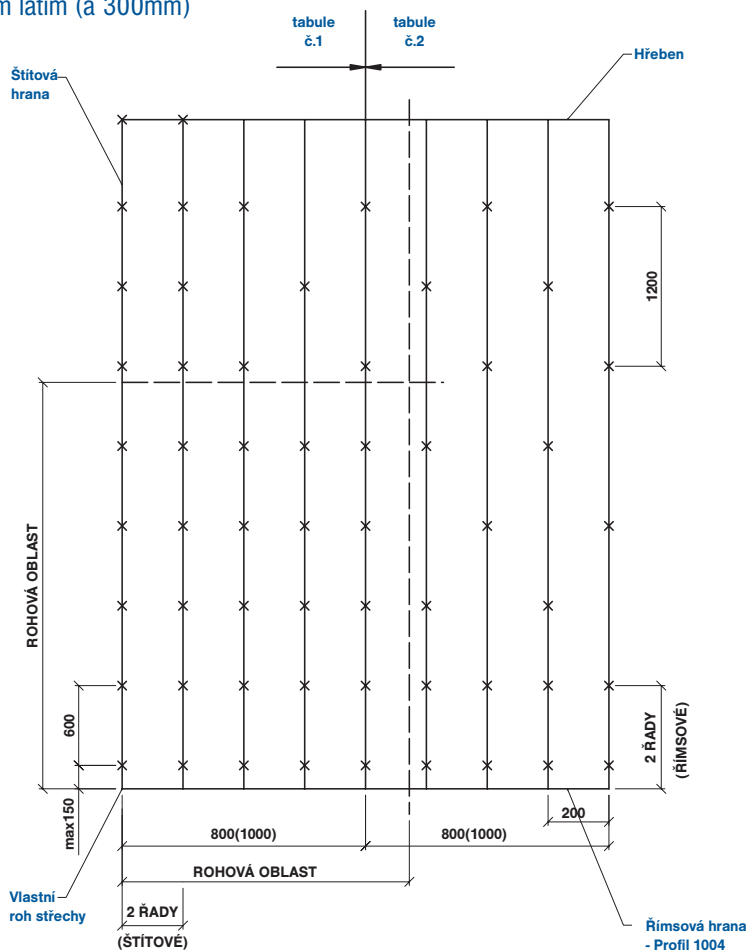 m latím (à 300mm)
tabule
č.1
tabule
č.2
Štítová
hrana
Hřeben
1200
ROHOVÁ OBLAST
600
max150
2 ŘADY
(ŘÍMSOVÉ)
200
800(1000)
800(1000)
ROHOVÁ OBLAST
Vlastní
roh střechy
2 ŘADY
(ŠTÍTOVÉ)
Římsová hrana
- Profil 1004